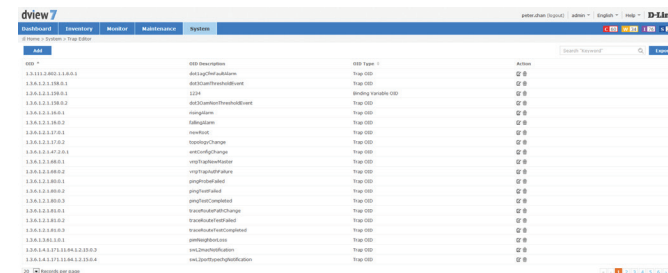 dview 7
peter.chan (logout) admin English Help D-Lin
Dashboard Inventory Monitor Maintenance System
Home > System > Trap Editor
Add Search "keyword" Export
OID OID Description OID Type Action
1.3.111.2.802.1.1.8.0.1 dot1agCfmFaultAlarm Trap OID
1.3.6.1.2.1.158.0.1 dot3OamThresholdEvent Trap OID
1.3.6.1.2.1.158.0.1 1234 Binding Variable OID
1.3.6.1.2.1.158.0.2 dot3OamNonThresholdEvent Trap OID
1.3.6.1.2.1.16.0.1 risingAlarm Trap OID
1.3.6.1.2.1.16.0.2 fallingAlarm Trap OID
1.3.6.1.2.1.17.0.1 newRoot Trap OID
1.3.6.1.2.1.17.0.2 topologyChange Trap OID
1.3.6.1.2.1.47.2.0.1 entConfigChange Trap OID
1.3.6.1.2.1.68.0.1 vrrpTrapNewMaster Trap OID
1.3.6.1.2.1.68.0.2 vrrpTrapAuthFailure Trap OID
1.3.6.1.2.1.80.0.1 pingProbeFailed Trap OID
1.3.6.1.2.1.80.0.2 pingTestFailed Trap OID
1.3.6.1.2.1.80.0.3 pingTestCompleted Trap OID
1.3.6.1.2.1.81.0.1 traceRoutePathChange Trap OID
1.3.6.1.2.1.81.0.2 traceRouteTestFailed Trap OID
1.3.6.1.2.1.81.0.3 traceRouteTestCompleted Trap OID
1.3.6.1.3.61.1.0.1 pimNeighborLoss Trap OID
1.3.6.1.4.1.171.11.64.1.2.15.0.3 swL2macNotification Trap OID
1.3.6.1.4.1.171.11.64.1.2.15.0.4 Trap OID
20 Records per page 1 2 3 4 5